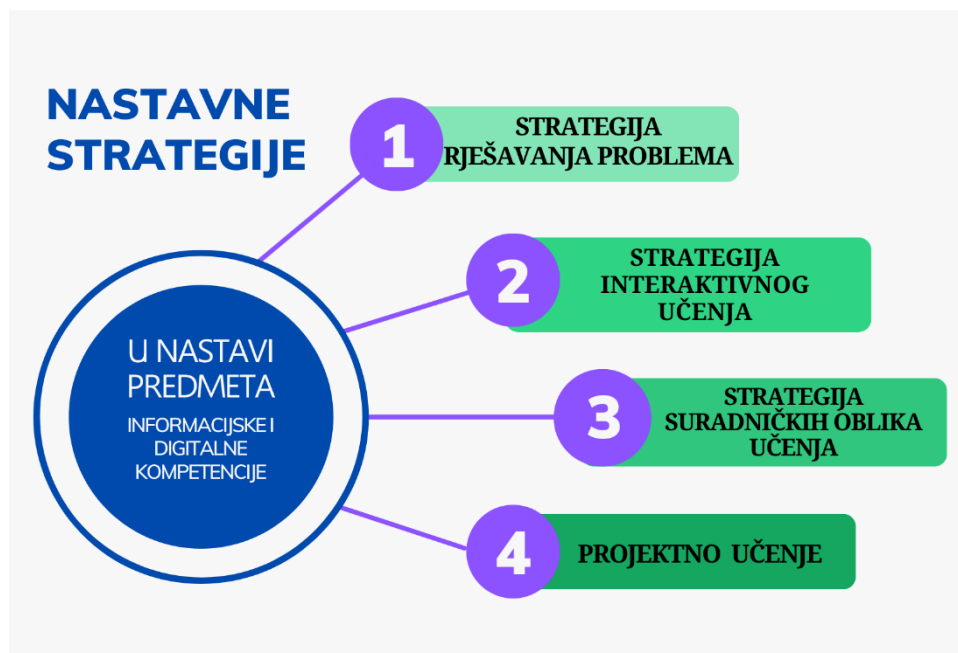 NASTAVNE
STRATEGIJE
U NASTAVI
PREDMETA
INFORMACIJSKE I
DIGITALNE
KOMPETENCIJE
1
STRATEGIJA
RJEŠAVANJA PROBLEMA
2
STRATEGIJA
INTERAKTIVNOG
UČENJA
3
STRATEGIJA
SURADNIČKIH OBLIKA
UČENJA
4
PROJEKTNO UČENJE